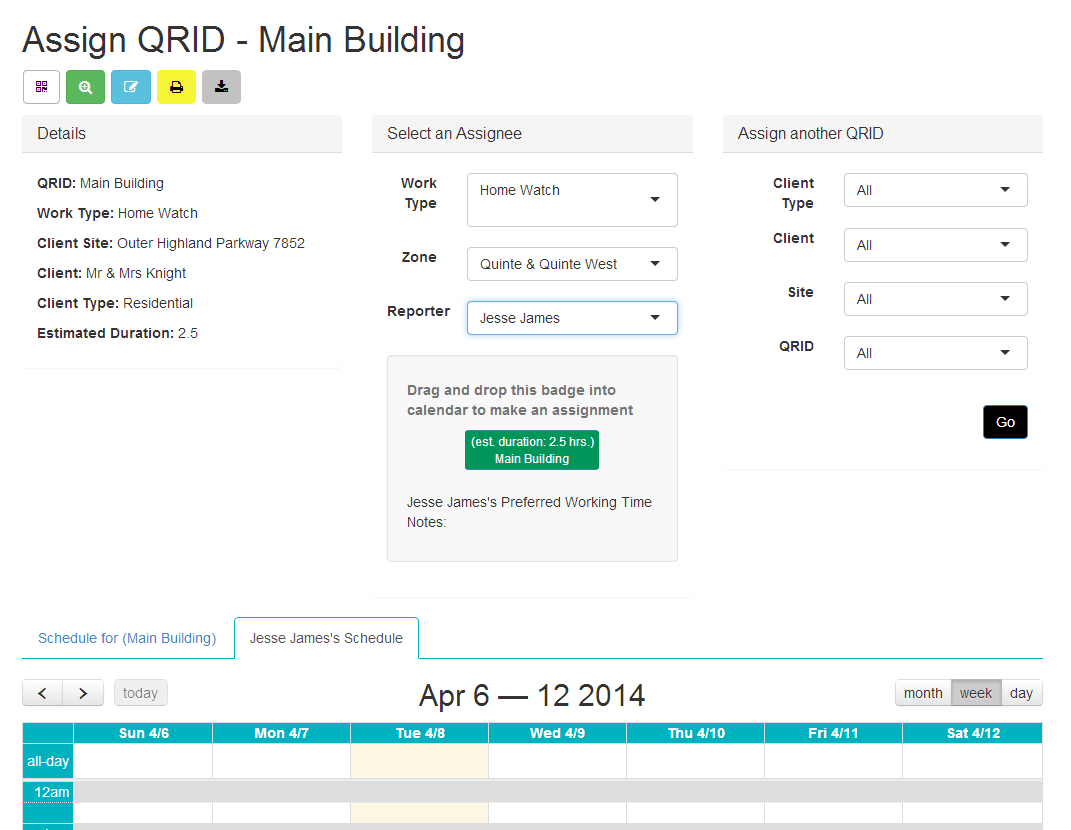 Assign QRID - Main Building
Details
QRID: Main Building
Work Type: Home Watch
Client Site: Outer Highland Parkway 7852
Client: Mr & Mrs Knight
Client Type: Residential
Estimated Duration: 2.5
Select an Assignee
Work
Type
Home Watch
Zone
Quinte & Quinte West
Reporter
Jesse James
Drag and drop this badge into
calendar to make an assignment
(est. duration: 2.5 hrs.)
Main Building
Jesse James's Preferred Working Time
Notes:
Assign another QRID
Client
Type
All
Client
All
Site
All
QRID
All
Go
Schedule for (Main Building)
Jesse James's Schedule
today
Apr 6 — 12 2014
month week day
Sun 4/6 Mon 4/7 Tue 4/8 Wed 4/9 Thu 4/10 Fri 4/11 Sat 4/12
all-day
12am